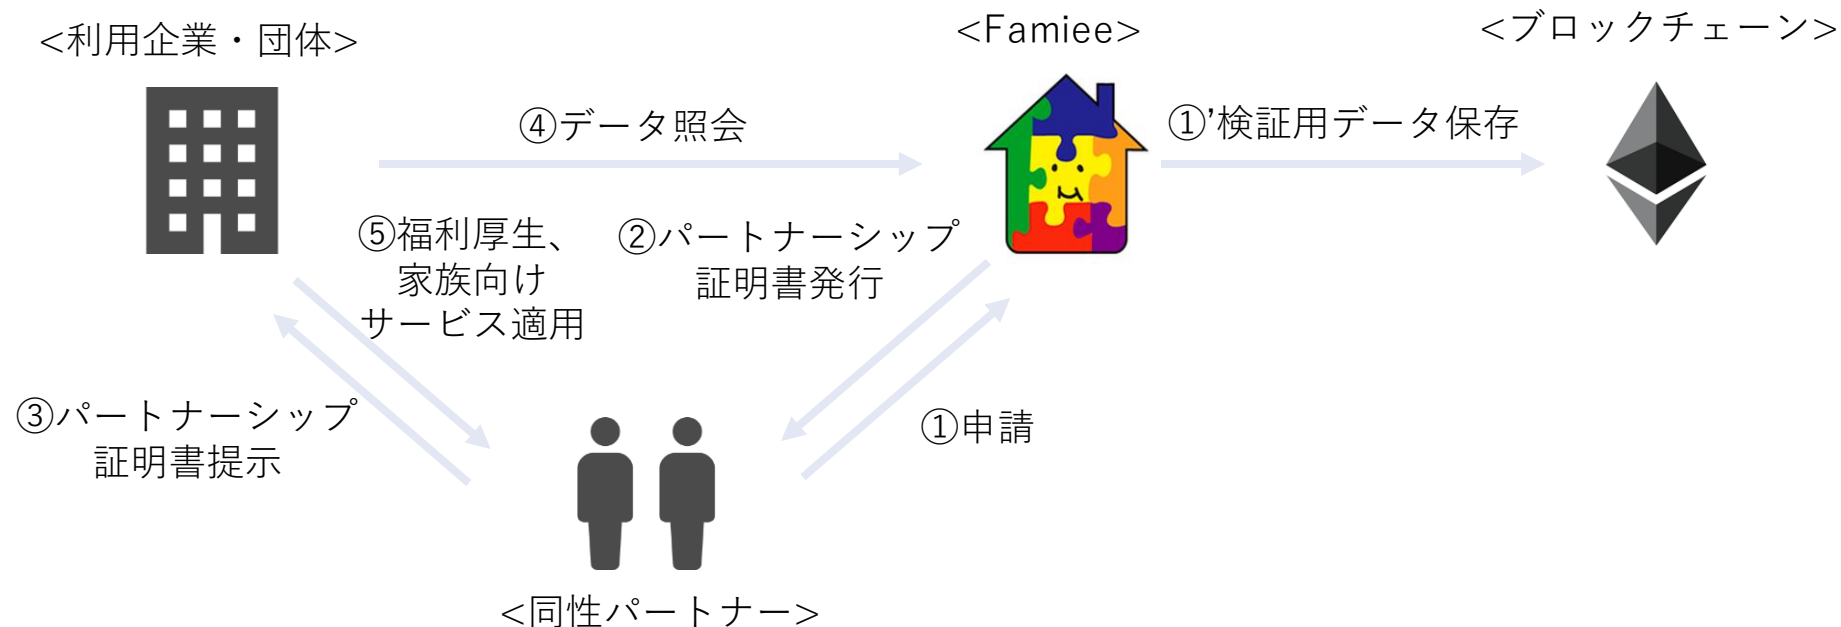 <利用企業・団体>
<Famiee>
<ブロックチェーン>
④データ照会
①’検証用データ保存
⑤福利厚生、
家族向け
サービス適用
②パートナーシップ
証明書発行
③パートナーシップ
証明書提示
①申請
<同性パートナー>